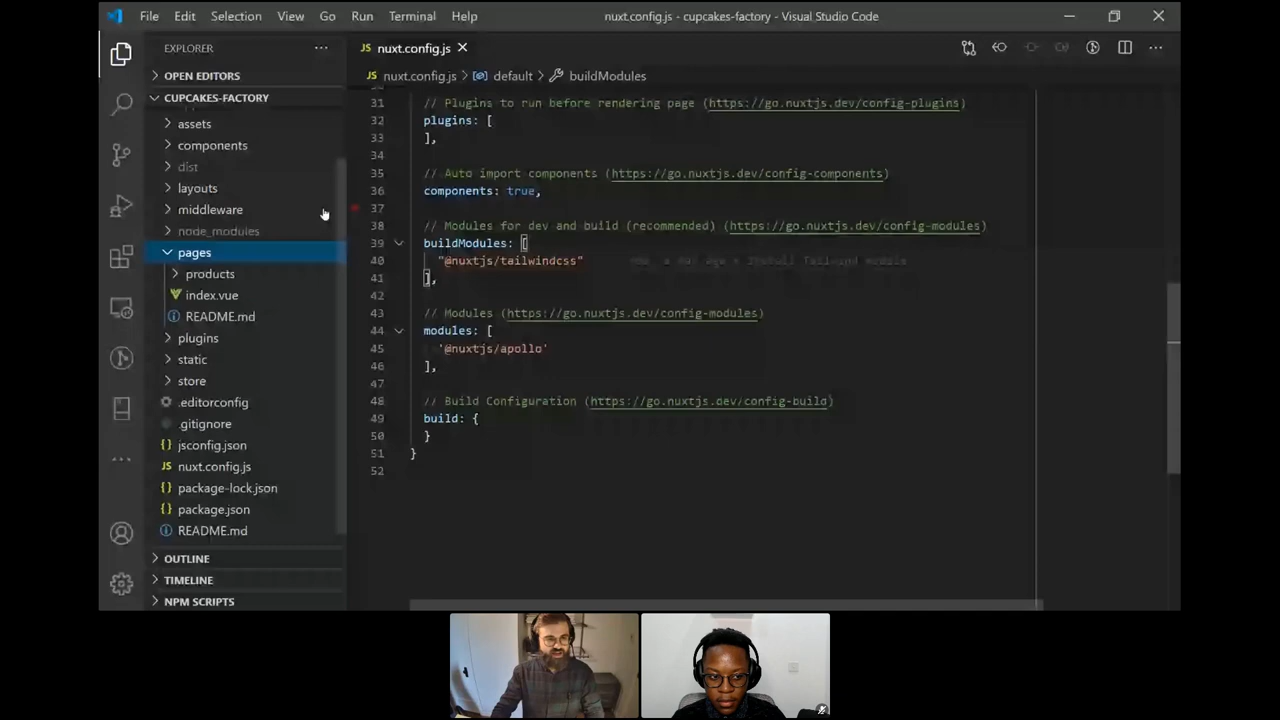 File Edit Selection View Go Run Terminal Help
nuxt.config.js - cupcakes-factory - Visual Studio Code
EXPLORER
OPEN EDITORS
CUPCAKES-FACTORY
assets
components
dist
layouts
middleware
node_modules
pages
products
index.vue
README.md
plugins
static
store
.editorconfig
.gitignore
jsconfig.json
nuxt.config.js
package-lock.json
package.json
README.md
OUTLINE
TIMELINE
NPM SCRIPTS
JS nuxt.config.js
JS nuxt.config.js > default > buildModules
31 // Plugins to run before rendering page (https://go.nuxtjs.dev/config-plugins)
32 plugins: [
33 ],
34
35 // Auto import components (https://go.nuxtjs.dev/config-components)
36 components: true,
37
38 // Modules for dev and build (recommended) (https://go.nuxtjs.dev/config-modules)
39 buildModules: [
40 "@nuxtjs/tailwindcss" You, a day ago • Install Tailwind module
41 ],
42
43 // Modules (https://go.nuxtjs.dev/config-modules)
44 modules: [
45 '@nuxtjs/apollo'
46 ],
47
48 // Build Configuration (https://go.nuxtjs.dev/config-build)
49 build: {
50 }
51 }
52